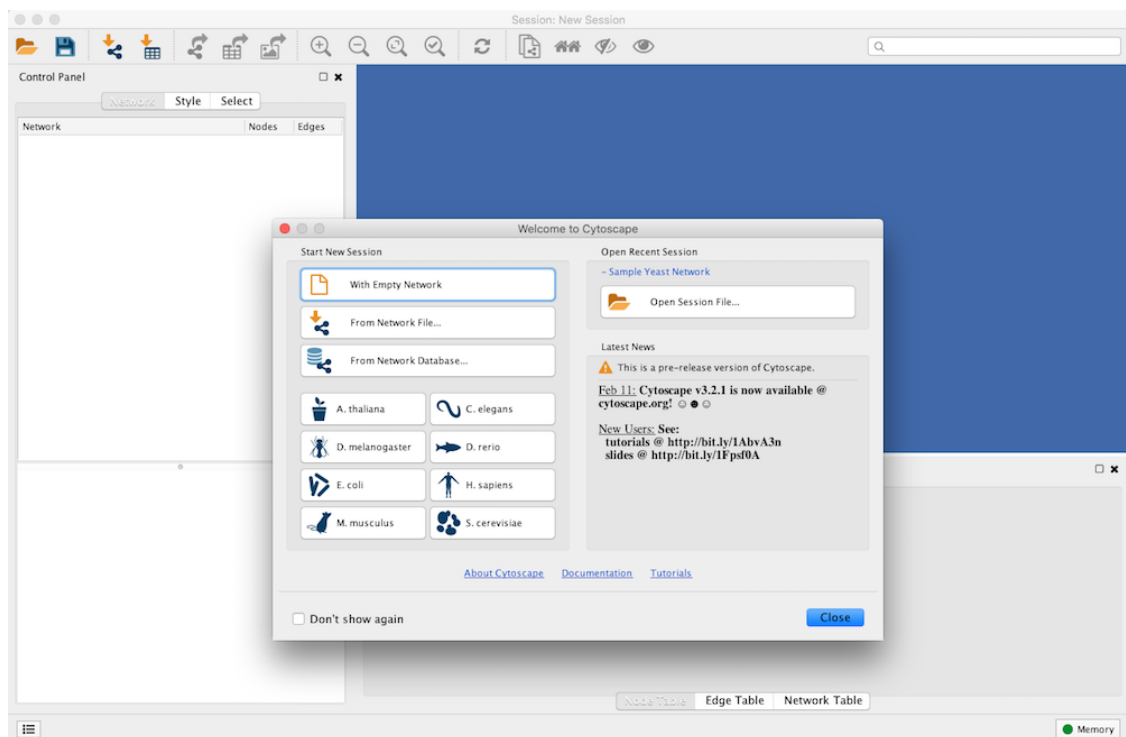 Session: New Session
Control Panel
Network Style Select
Network Nodes Edges
Welcome to Cytoscape
Start New Session
With Empty Network
From Network File...
From Network Database...
A. thaliana C. elegans
D. melanogaster D. rerio
E. coli H. sapiens
M. musculus S. cerevisiae
Open Recent Session
- Sample Yeast Network
Open Session File...
Latest News
This is a pre-release version of Cytoscape.
Feb 11: Cytoscape v3.2.1 is now available @
cytoscape.org! ☺☻☺
New Users: See:
tutorials @ http://bit.ly/1AbvA3n
slides @ http://bit.ly/1Fpsf0A
About Cytoscape Documentation Tutorials
Don't show again
Close
Node Table Edge Table Network Table
Memory